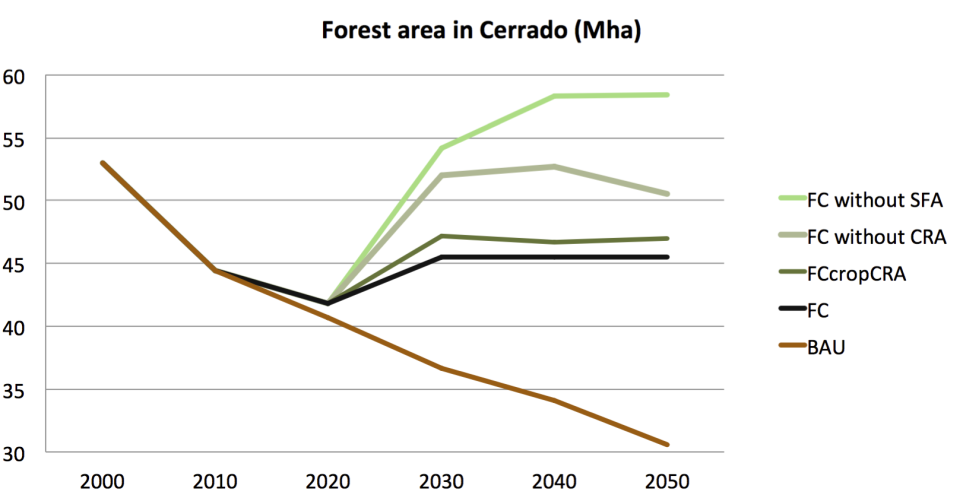 Forest area in Cerrado (Mha)
60
55
50
45
40
35
30
2000 2010 2020 2030 2040 2050
FC without SFA
FC without CRA
FCcropCRA
FC
BAU